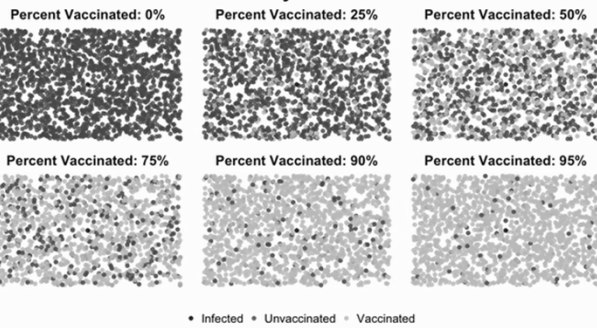 Percent Vaccinated: 0% Percent Vaccinated: 25% Percent Vaccinated: 50%
Percent Vaccinated: 75% Percent Vaccinated: 90% Percent Vaccinated: 95%
Infected Unvaccinated Vaccinated